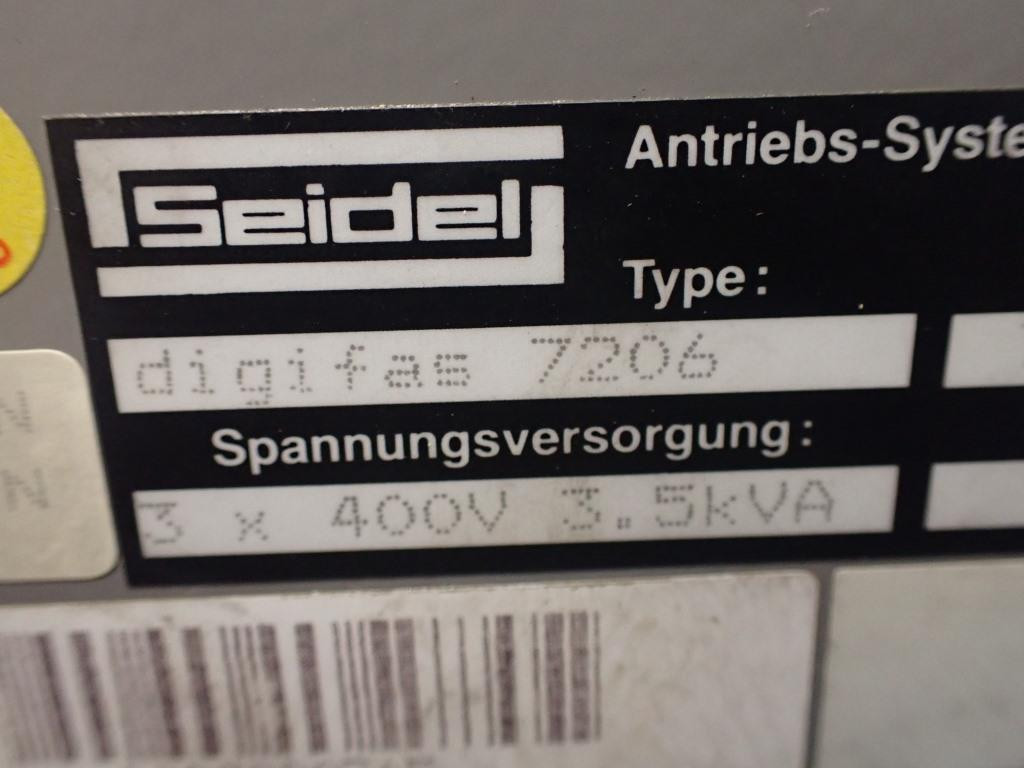 Seidel
Antriebs-Syste
Type:
digifas 7206
Spannungsversorgung:
3 x 400V 3.5kVA